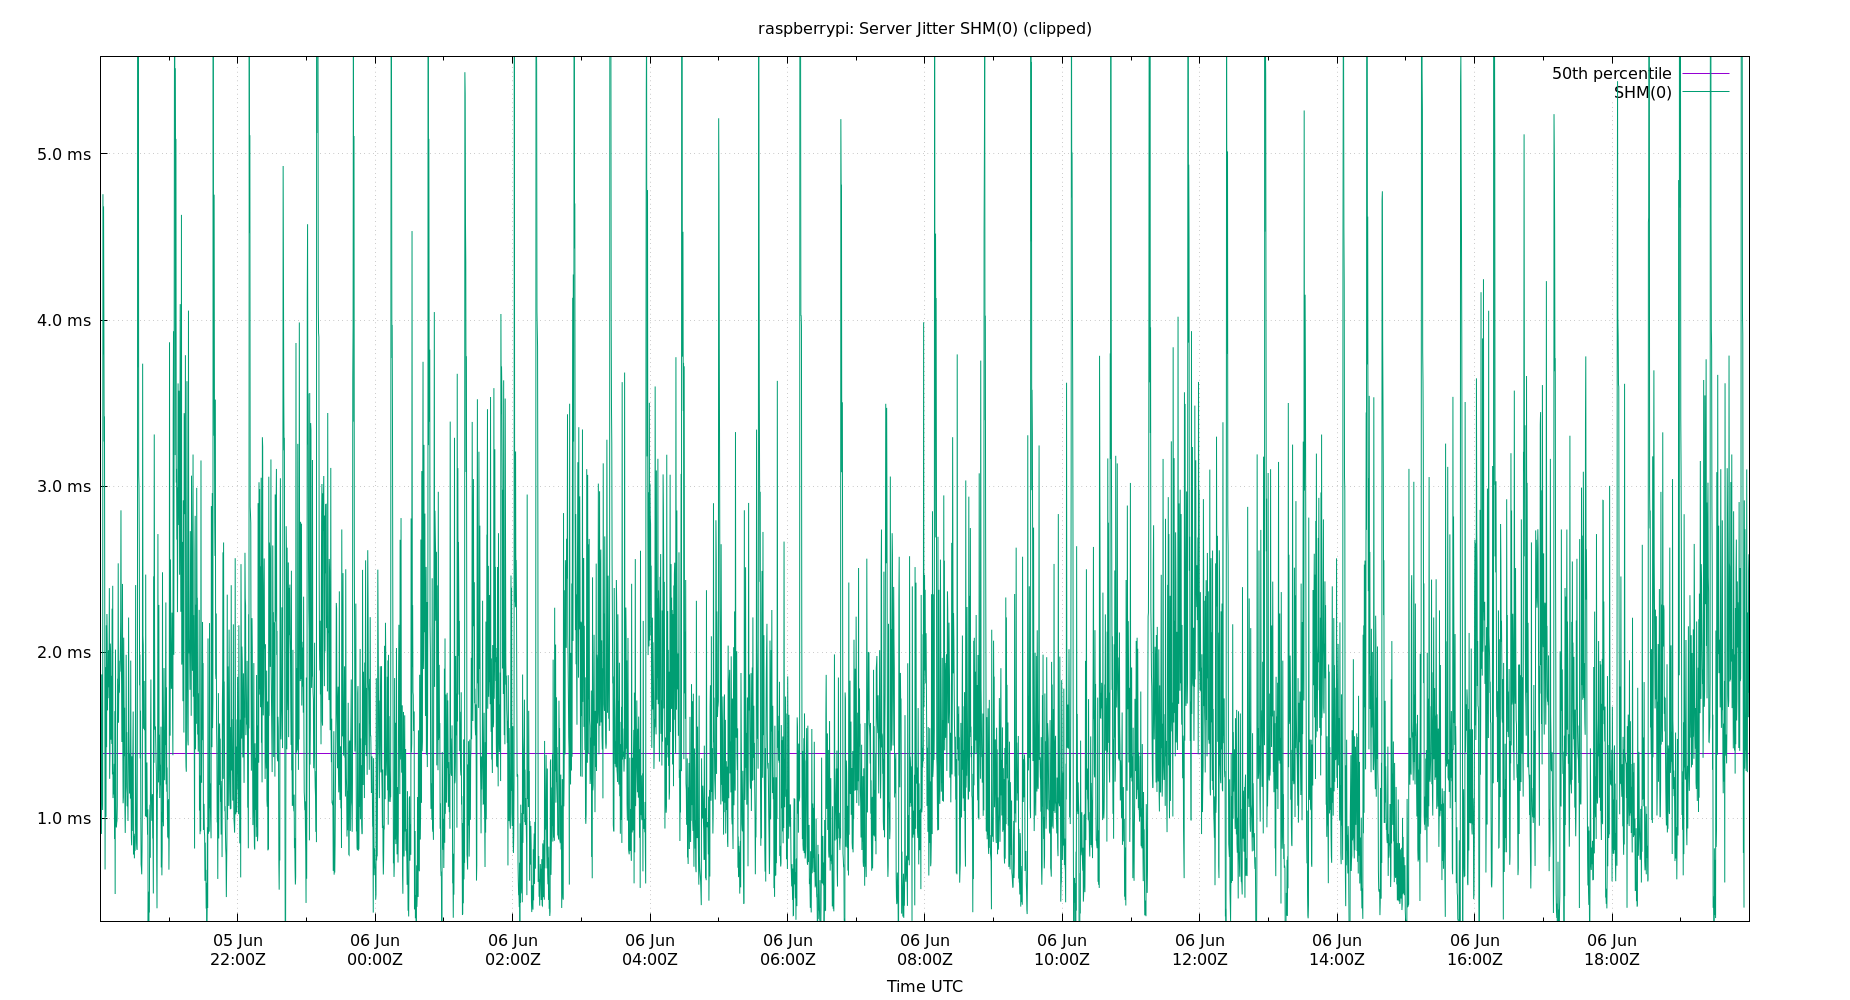 raspberrypi: Server Jitter SHM(0) (clipped)
50th percentile
SHM(0)
5.0 ms
4.0 ms
3.0 ms
2.0 ms
1.0 ms
05 Jun 06 Jun 06 Jun 06 Jun 06 Jun 06 Jun 06 Jun 06 Jun 06 Jun 06 Jun 06 Jun
22:00Z 00:00Z 02:00Z 04:00Z 06:00Z 08:00Z 10:00Z 12:00Z 14:00Z 16:00Z 18:00Z
Time UTC